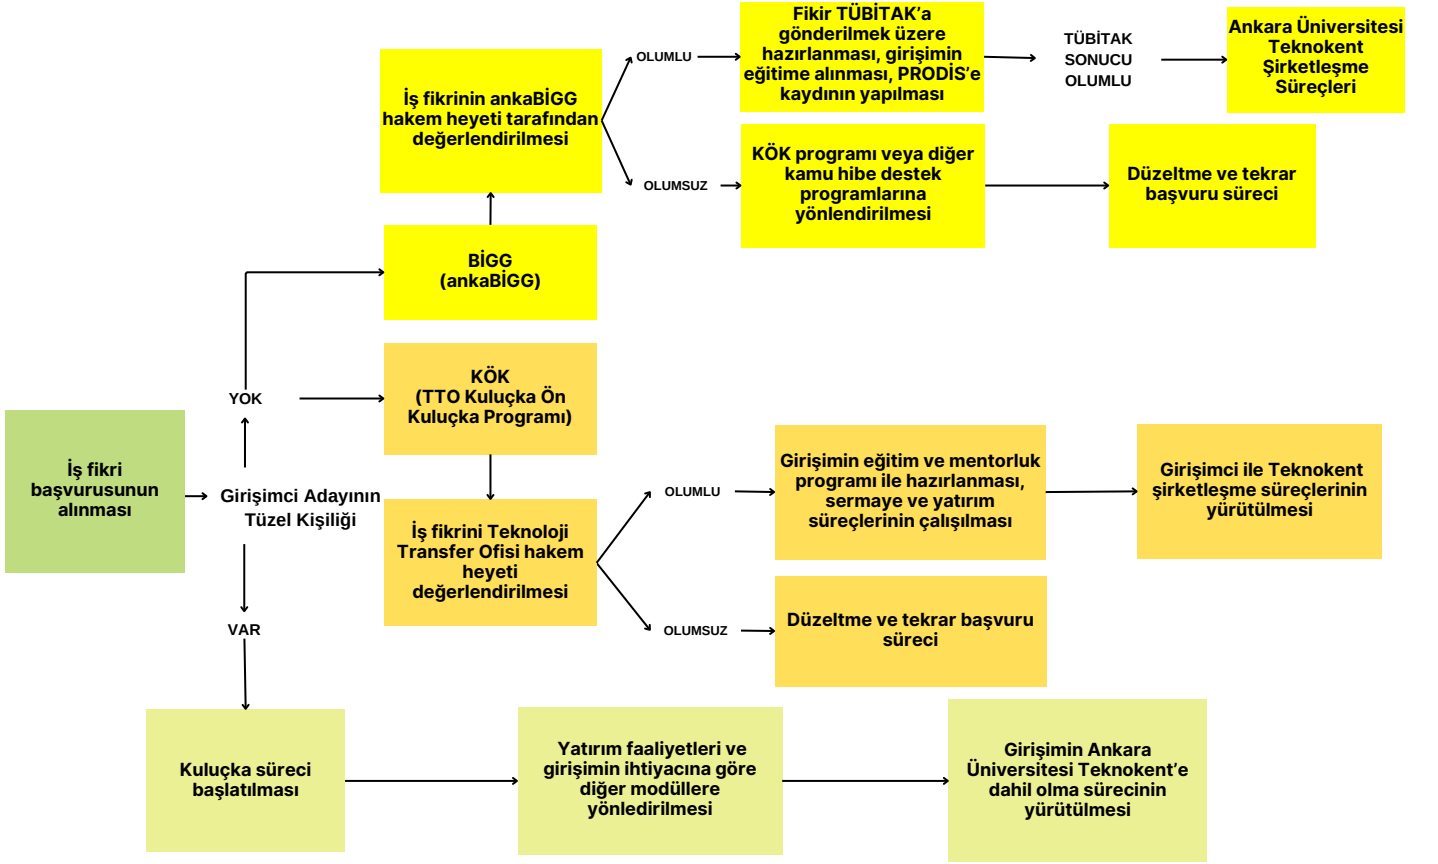 Fikir TÜBİTAK’a
gönderilmek üzere
hazırlanması, girişimin
eğitime alınması, PRODİS’e
kaydının yapılması
TÜBİTAK
SONUCU
OLUMLU
Ankara Üniversitesi
Teknokent
Şirketleşme
Süreçleri
OLUMLU
İş fikrinin ankaBİGG
hakem heyeti tarafından
değerlendirilmesi
OLUMSUZ
KÖK programı veya diğer
kamu hibe destek
programlarına
yönlendirilmesi
Düzeltme ve tekrar
başvuru süreci
BİGG
(ankaBİGG)
YOK
KÖK
(TTO Kuluçka Ön
Kuluçka Programı)
İş fikri
başvurusunun
alınması
Girişimci Adayının
Tüzel Kişiliği
İş fikrini Teknoloji
Transfer Ofisi hakem
heyeti
değerlendirilmesi
OLUMLU
Girişimin eğitim ve mentorluk
programı ile hazırlanması,
sermaye ve yatırım
süreçlerinin çalışılması
Girişimci ile Teknokent
şirketleşme süreçlerinin
yürütülmesi
OLUMSUZ
Düzeltme ve tekrar başvuru
süreci
VAR
Kuluçka süreci
başlatılması
Yatırım faaliyetleri ve
girişimin ihtiyacına göre
diğer modüllere
yönledirilmesi
Girişimin Ankara
Üniversitesi Teknokent’e
dahil olma sürecinin
yürütülmesi